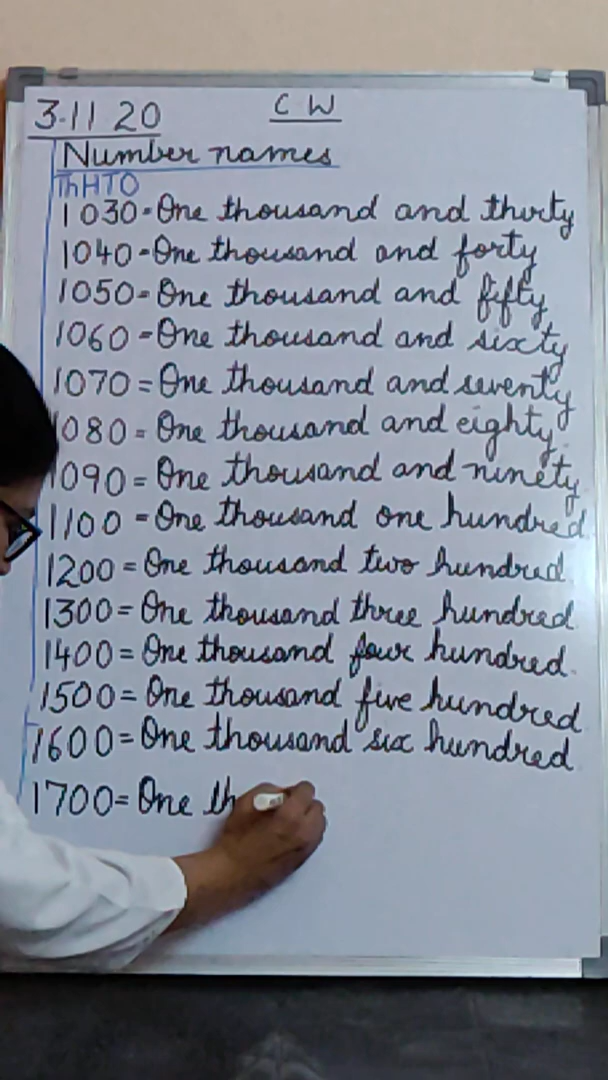 3.11 20
C W
Number names
ThHTO
1030-One thousand and thirty
1040-One thousand and forty
1050-One thousand and fifty
1060-One thousand and sixty
1070=One thousand and seventy
1080=One thousand and eighty.
1090=One thousand and ninety
1100=One thousand one hundred
1200=One thousand two hundred
1300=One thousand three hundred
1400=One thousand four hundred.
1500=One thousand five hundred
1600=One thousand six hundred
1700=One th